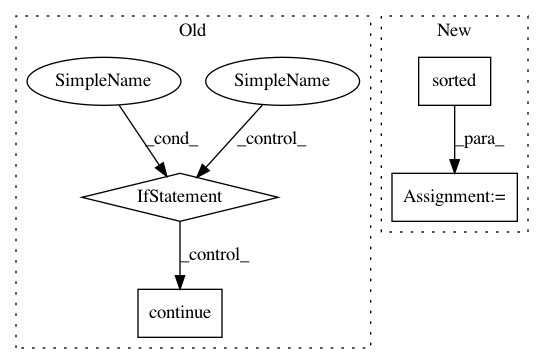 Old
New
SimpleName
SimpleName
sorted
_cond_
_control_
_para_
IfStatement
Assignment:=
_control_
continue